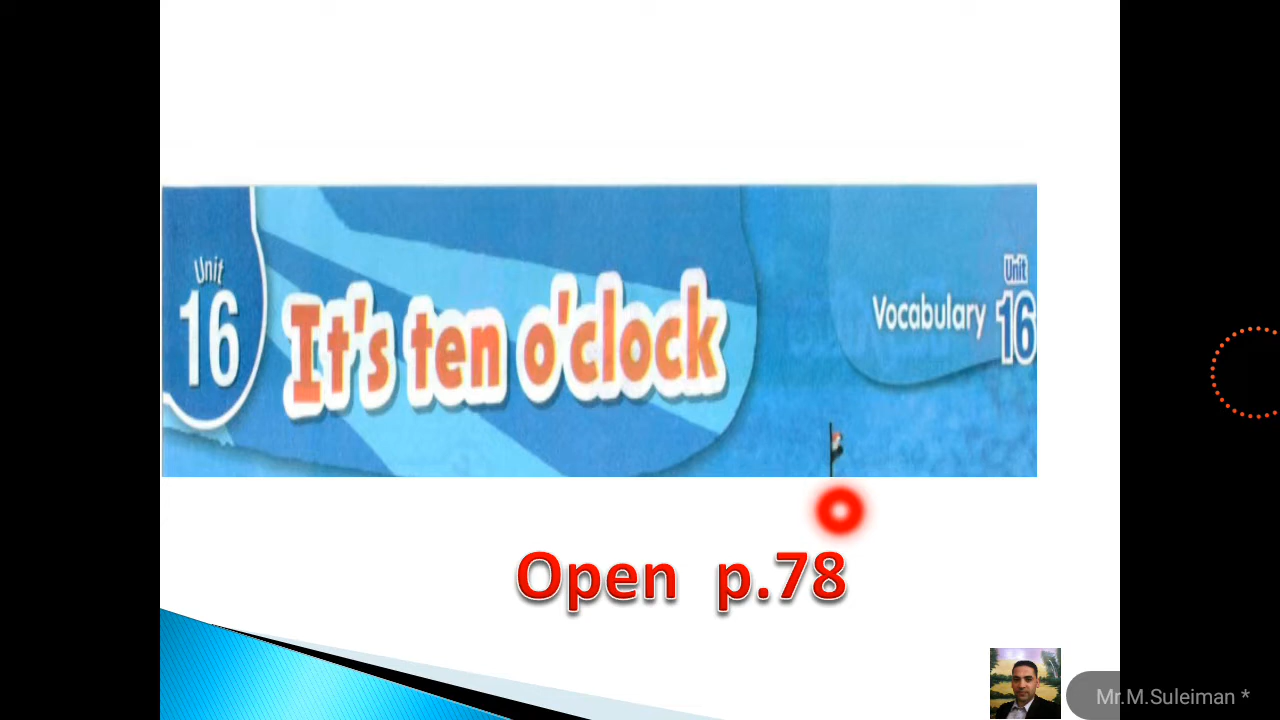 Unit
16
It's ten o'clock
Vocabulary
Unit
16
Open p.78
Mr.M.Suleiman *